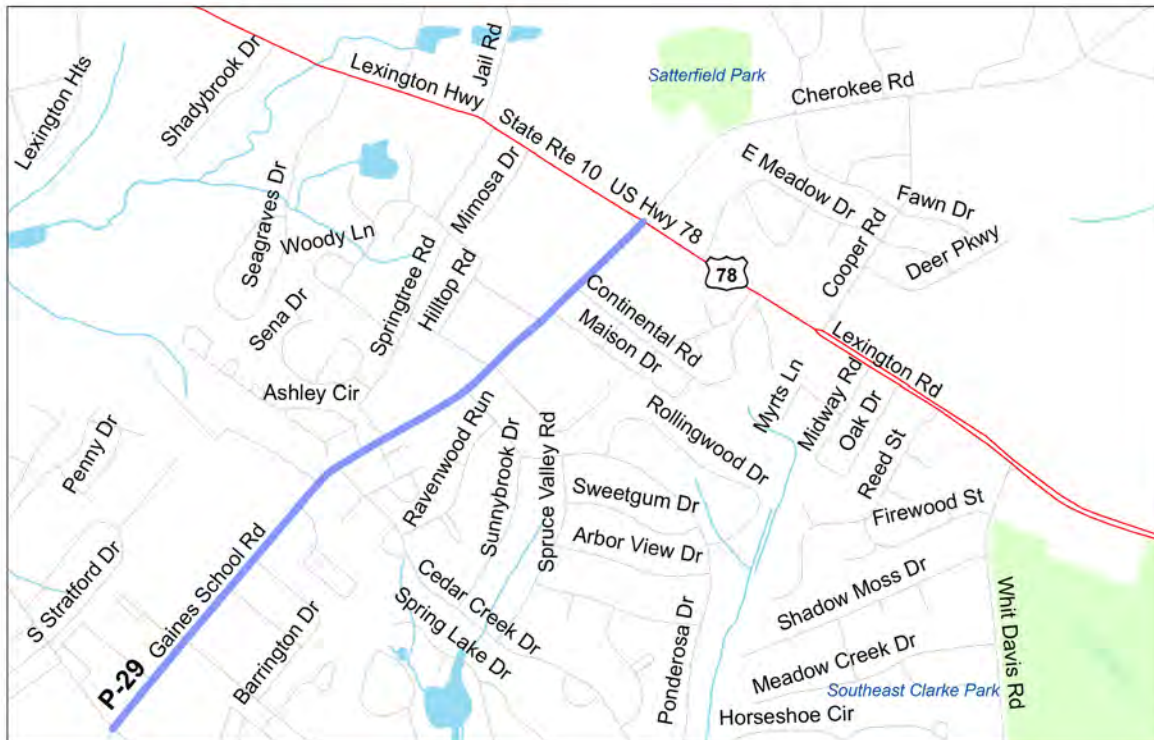 Lexington Hts
Shadybrook Dr
Lexington Hwy
Jail Rd
Satterfield Park
Cherokee Rd
State Rte 10 US Hwy 78
Seagraves Dr
Mimosa Dr
E Meadow Dr
Fawn Dr
Woody Ln
Cooper Rd
Deer Pkwy
78
Springtree Rd
Hilltop Rd
Sena Dr
Continental Rd
Maison Dr
Lexington Rd
Ashley Cir
Myrts Ln
Midway Rd
Oak Dr
Rollingwood Dr
Reed St
Penny Dr
Ravenwood Run
Sunnybrook Dr
Spruce Valley Rd
Sweetgum Dr
Firewood St
Arbor View Dr
S Stratford Dr
Gaines School Rd
P-29
Barrington Dr
Cedar Creek Dr
Spring Lake Dr
Ponderosa Dr
Shadow Moss Dr
Whit Davis Rd
Meadow Creek Dr
Southeast Clarke Park
Horseshoe Cir